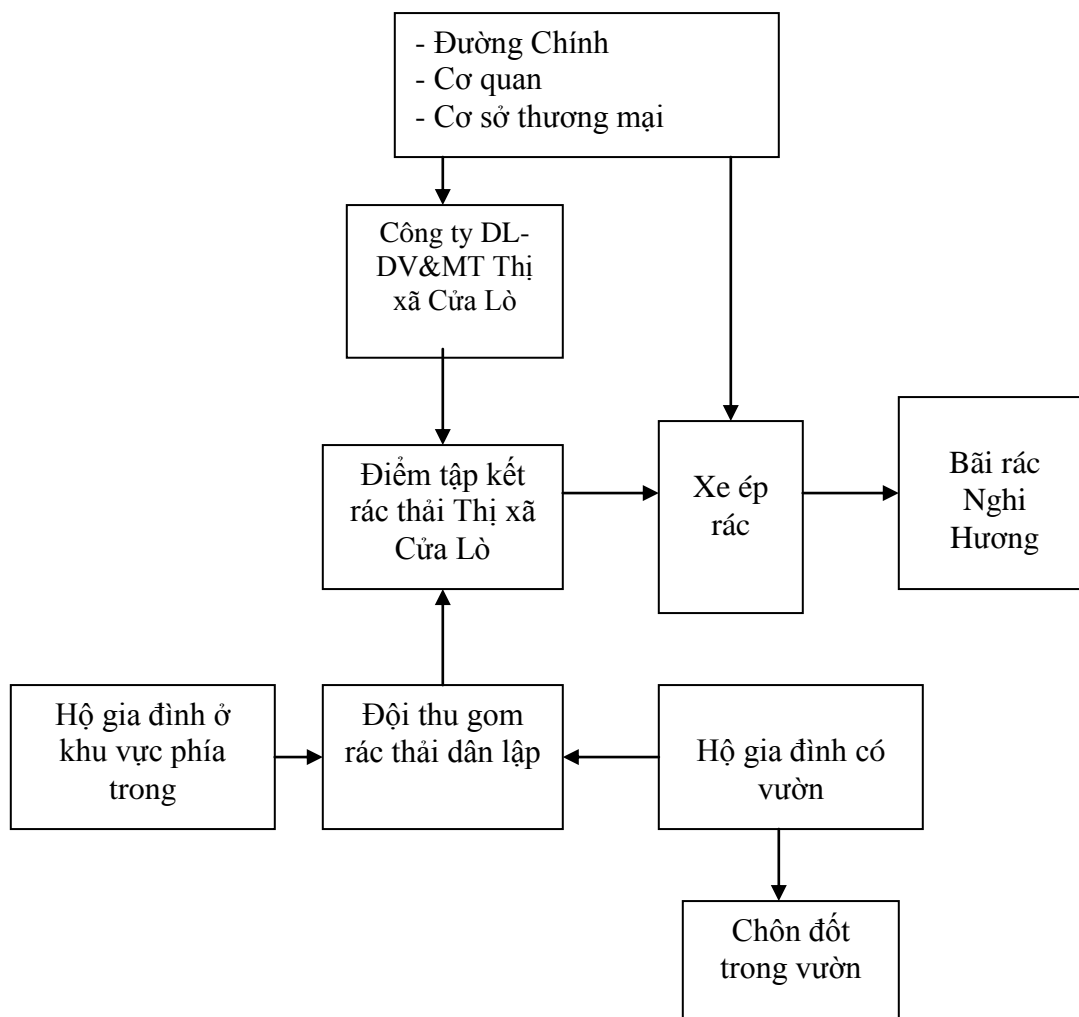 - Đường Chính
- Cơ quan
- Cơ sở thương mại
Công ty DL-
DV&MT Thị
xã Cửa Lò
Điểm tập kết
rác thải Thị xã
Cửa Lò
Xe ép
rác
Bãi rác
Nghi
Hương
Hộ gia đình ở
khu vực phía
trong
Đội thu gom
rác thải dân lập
Hộ gia đình có
vườn
Chôn đốt
trong vườn